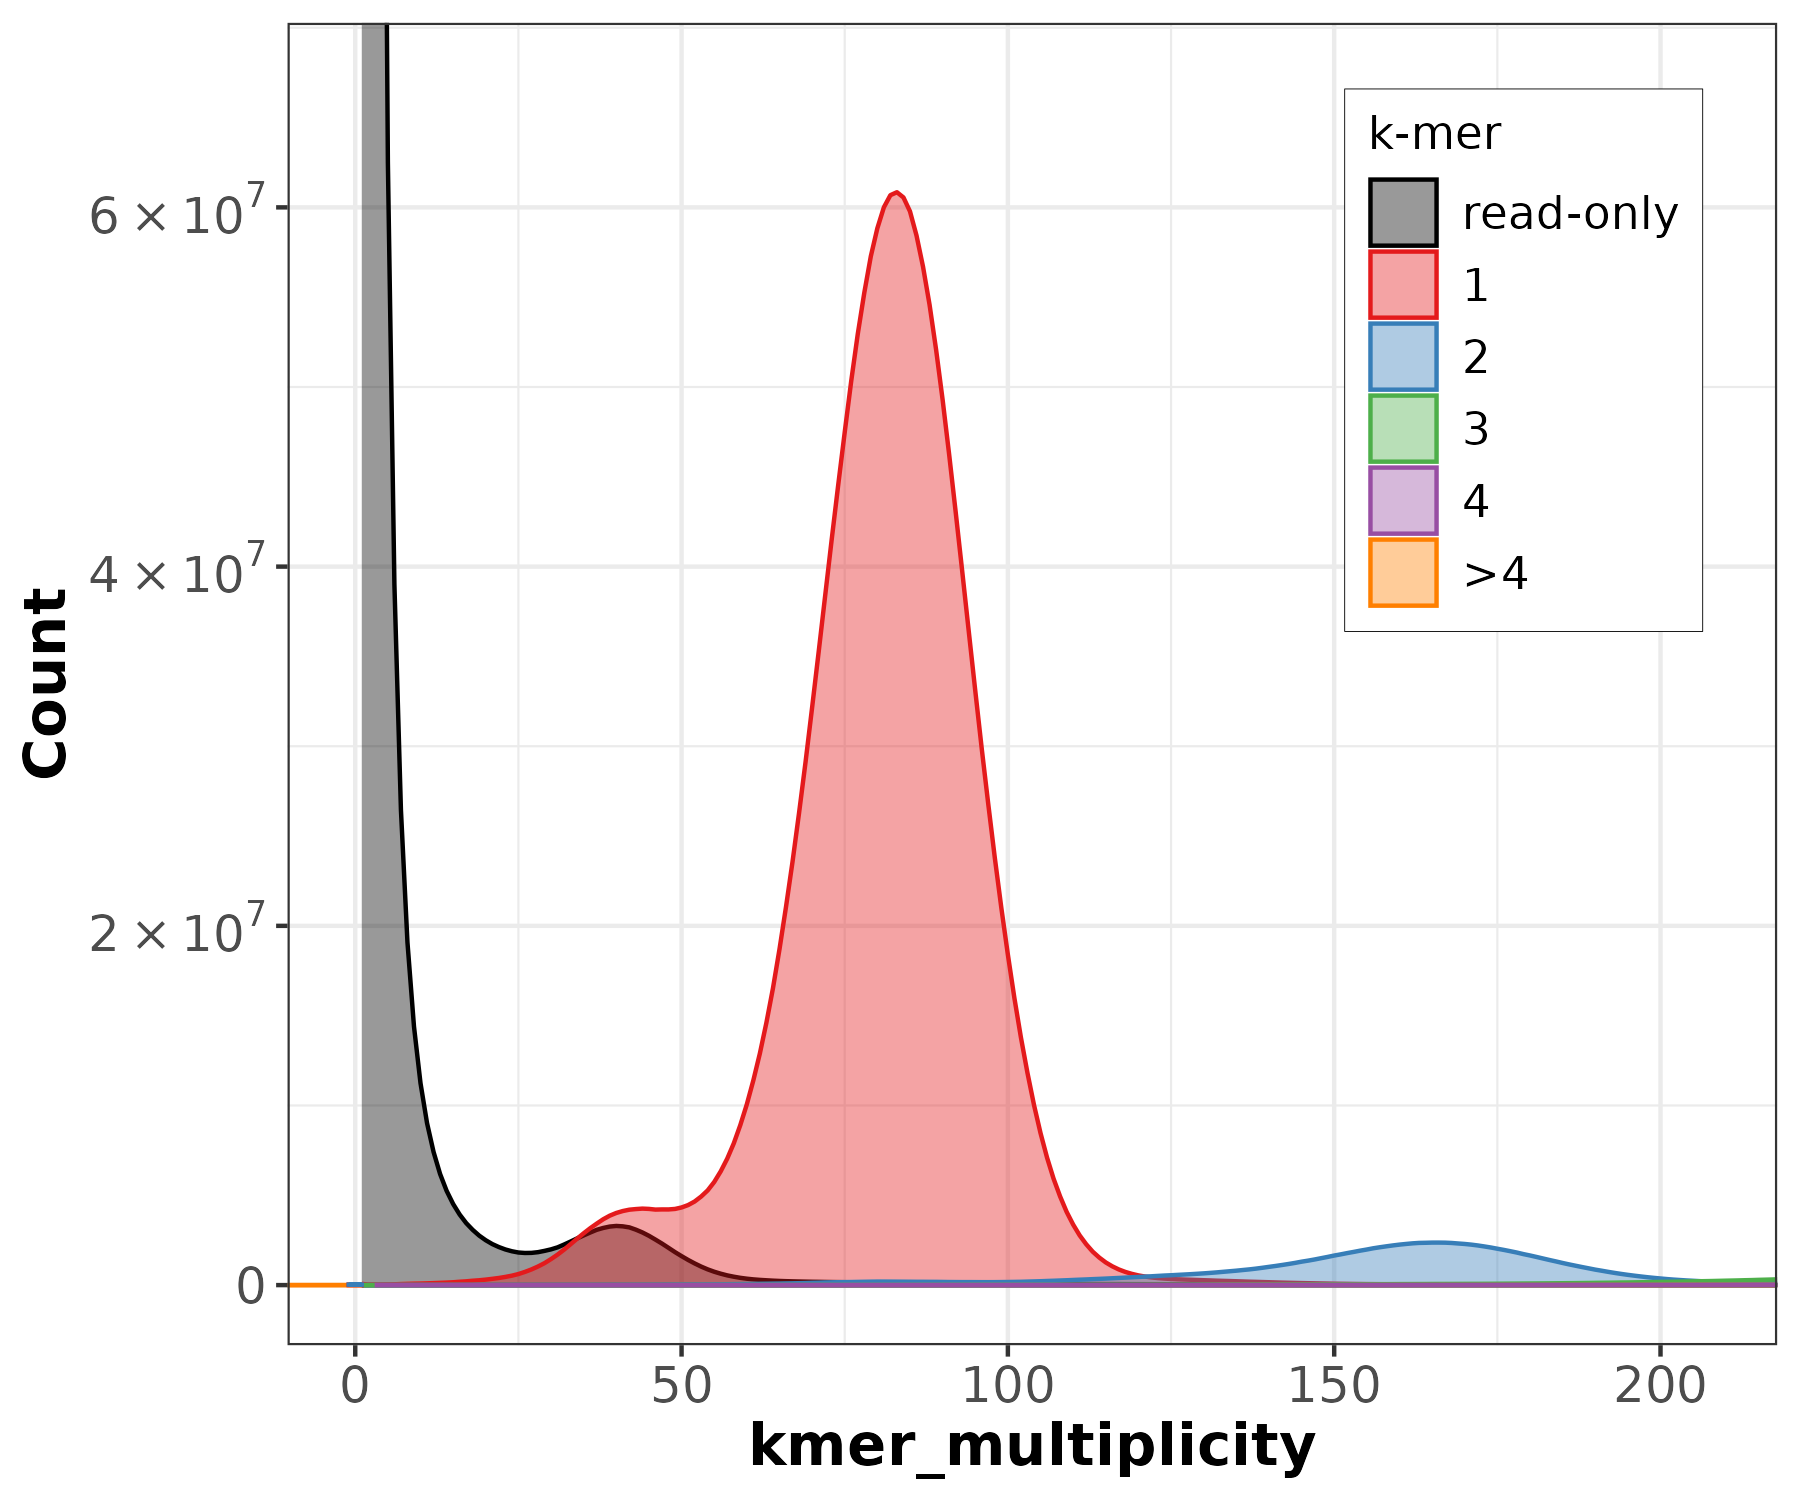 k-mer
read-only
1
2
3
4
>4
6 × 10⁷
4 × 10⁷
2 × 10⁷
0
Count
0 50 100 150 200
kmer_multiplicity